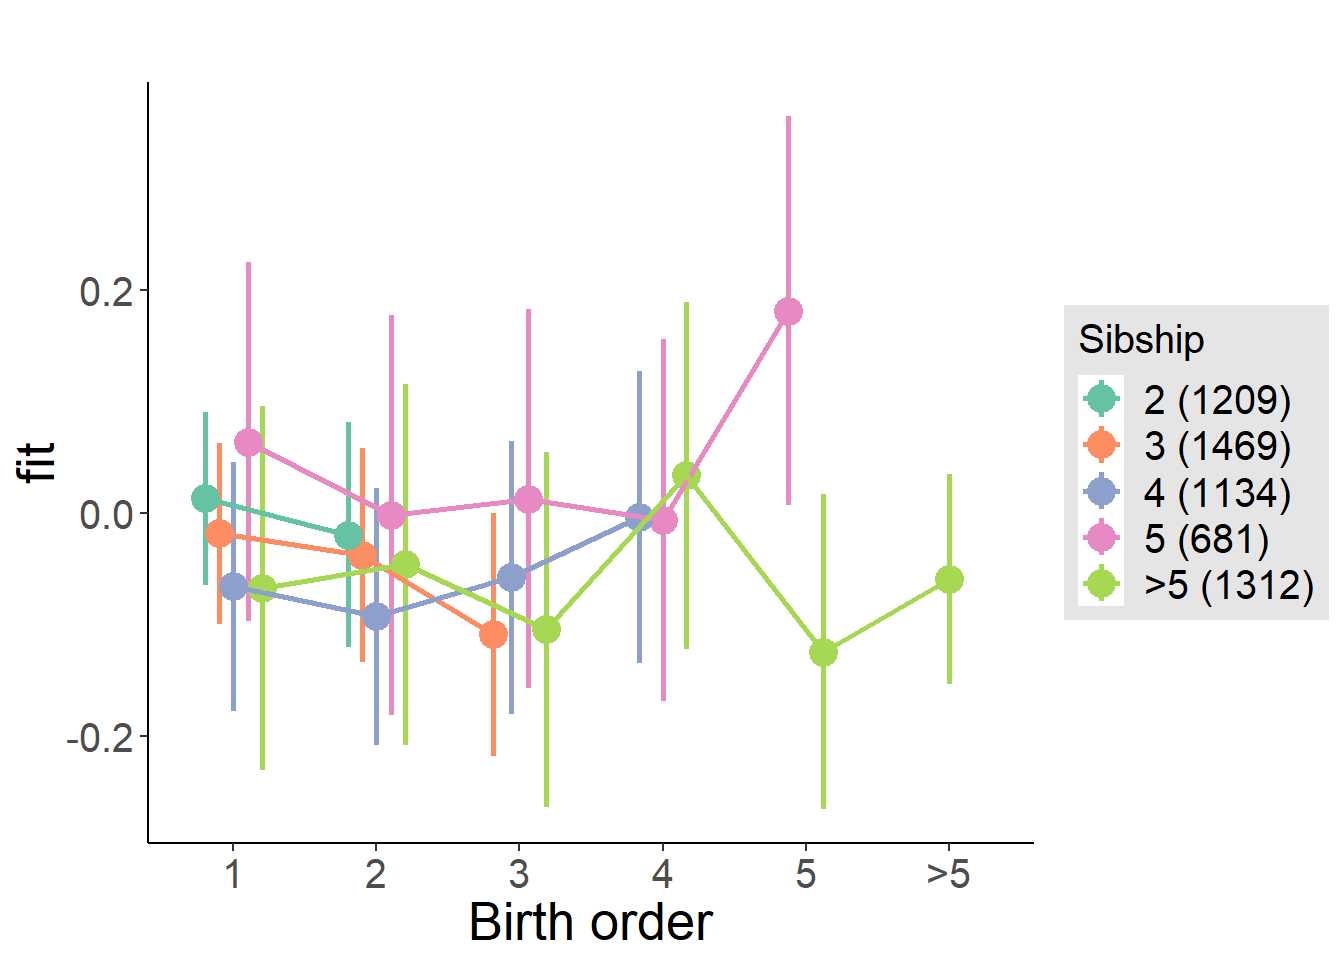 fit
0.2
0.0
-0.2
1 2 3 4 5 >5
Birth order
Sibship
2 (1209)
3 (1469)
4 (1134)
5 (681)
>5 (1312)